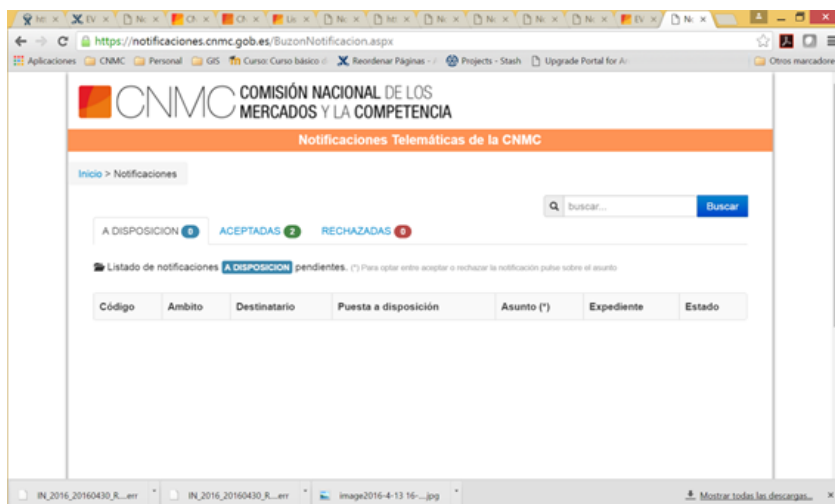 https://notificaciones.cnmc.gob.es/BuzonNotificacion.aspx
Aplicaciones CNMC Personal GIS Curso: Curso básico d Reordenar Páginas - Projects - Stash Upgrade Portal for Ar Otros marcadores
CNMC COMISIÓN NACIONAL DE LOS
MERCADOS Y LA COMPETENCIA
Notificaciones Telemáticas de la CNMC
Inicio > Notificaciones
buscar... Buscar
A DISPOSICION 0 ACEPTADAS 2 RECHAZADAS 0
Listado de notificaciones A DISPOSICION pendientes. (*) Para optar entre aceptar o rechazar la notificación pulse sobre el asunto
Código Ambito Destinatario Puesta a disposición Asunto (*) Expediente Estado
IN_2016_20160430_R....err IN_2016_20160430_R....err image2016-4-13 16-....jpg Mostrar todas las descargas...